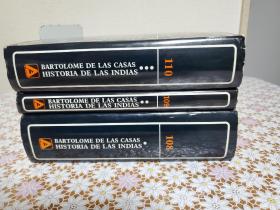 BARTOLOME DE LAS CASAS
HISTORIA DE LAS INDIAS
110
BARTOLOME DE LAS CASAS
HISTORIA DE LAS INDIAS
109
BARTOLOME DE LAS CASAS
HISTORIA DE LAS INDIAS
108